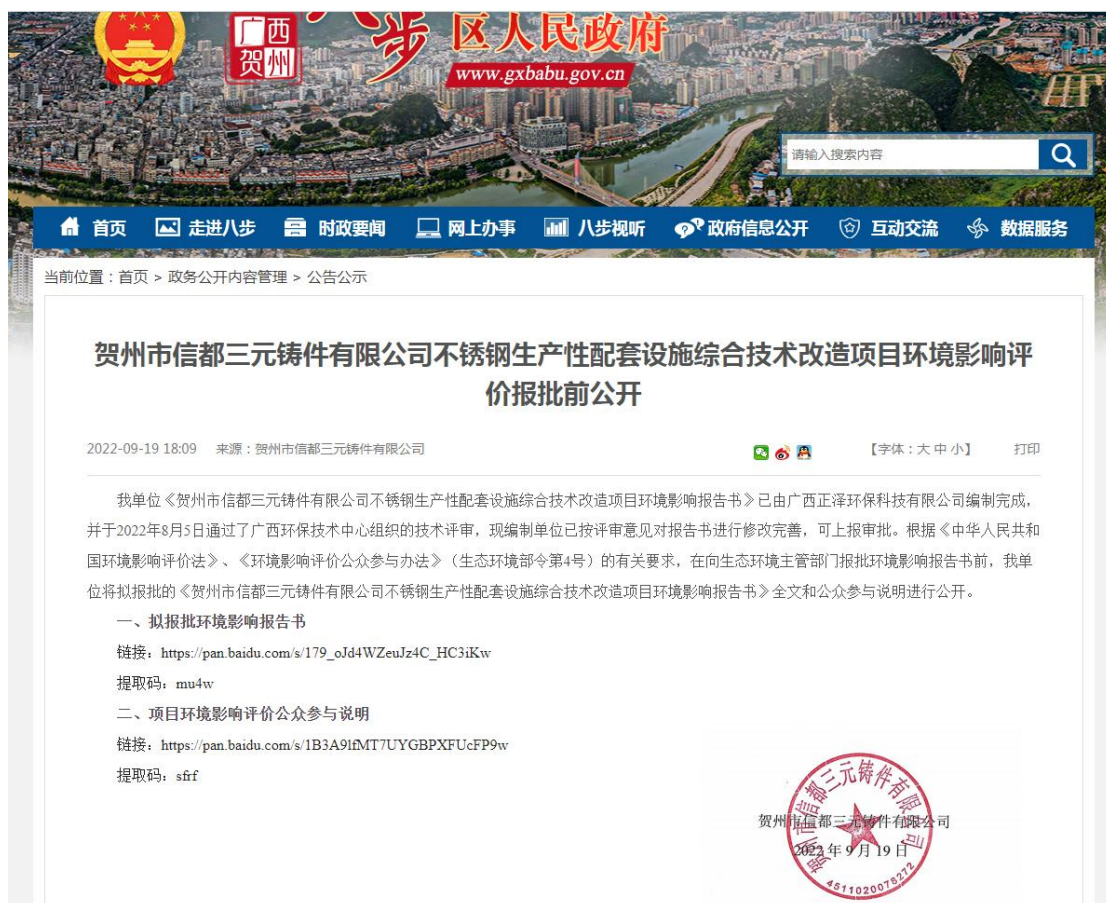 广西
贺州
八步区人民政府
www.gxbabu.gov.cn
请输入搜索内容
首页 走进八步 时政要闻 网上办事 八步视听 政府信息公开 互动交流 数据服务
当前位置：首页 > 政务公开内容管理 > 公告公示
贺州市信都三元铸件有限公司不锈钢生产性配套设施综合技术改造项目环境影响评
价报批前公开
2022-09-19 18:09 来源：贺州市信都三元铸件有限公司 【字体：大 中 小】 打印
我单位《贺州市信都三元铸件有限公司不锈钢生产性配套设施综合技术改造项目环境影响报告书》已由广西正泽环保科技有限公司编制完成，
并于2022年8月5日通过了广西环保技术中心组织的技术评审，现编制单位已按评审意见对报告书进行修改完善，可上报审批。根据《中华人民共和
国环境影响评价法》、《环境影响评价公众参与办法》（生态环境部令第4号）的有关要求，在向生态环境主管部门报批环境影响报告书前，我单
位将拟报批的《贺州市信都三元铸件有限公司不锈钢生产性配套设施综合技术改造项目环境影响报告书》全文和公众参与说明进行公开。
一、拟报批环境影响报告书
链接：https://pan.baidu.com/s/179_oJd4WZeuJz4C_HC3iKw
提取码：mu4w
二、项目环境影响评价公众参与说明
链接：https://pan.baidu.com/s/1B3A9lfMT7UYGBPXFUcFP9w
提取码：sfrf
贺州市信都三元铸件有限公司
2022 年 9 月 19 日
贺州市信都三元铸件有限公司
4511020078272